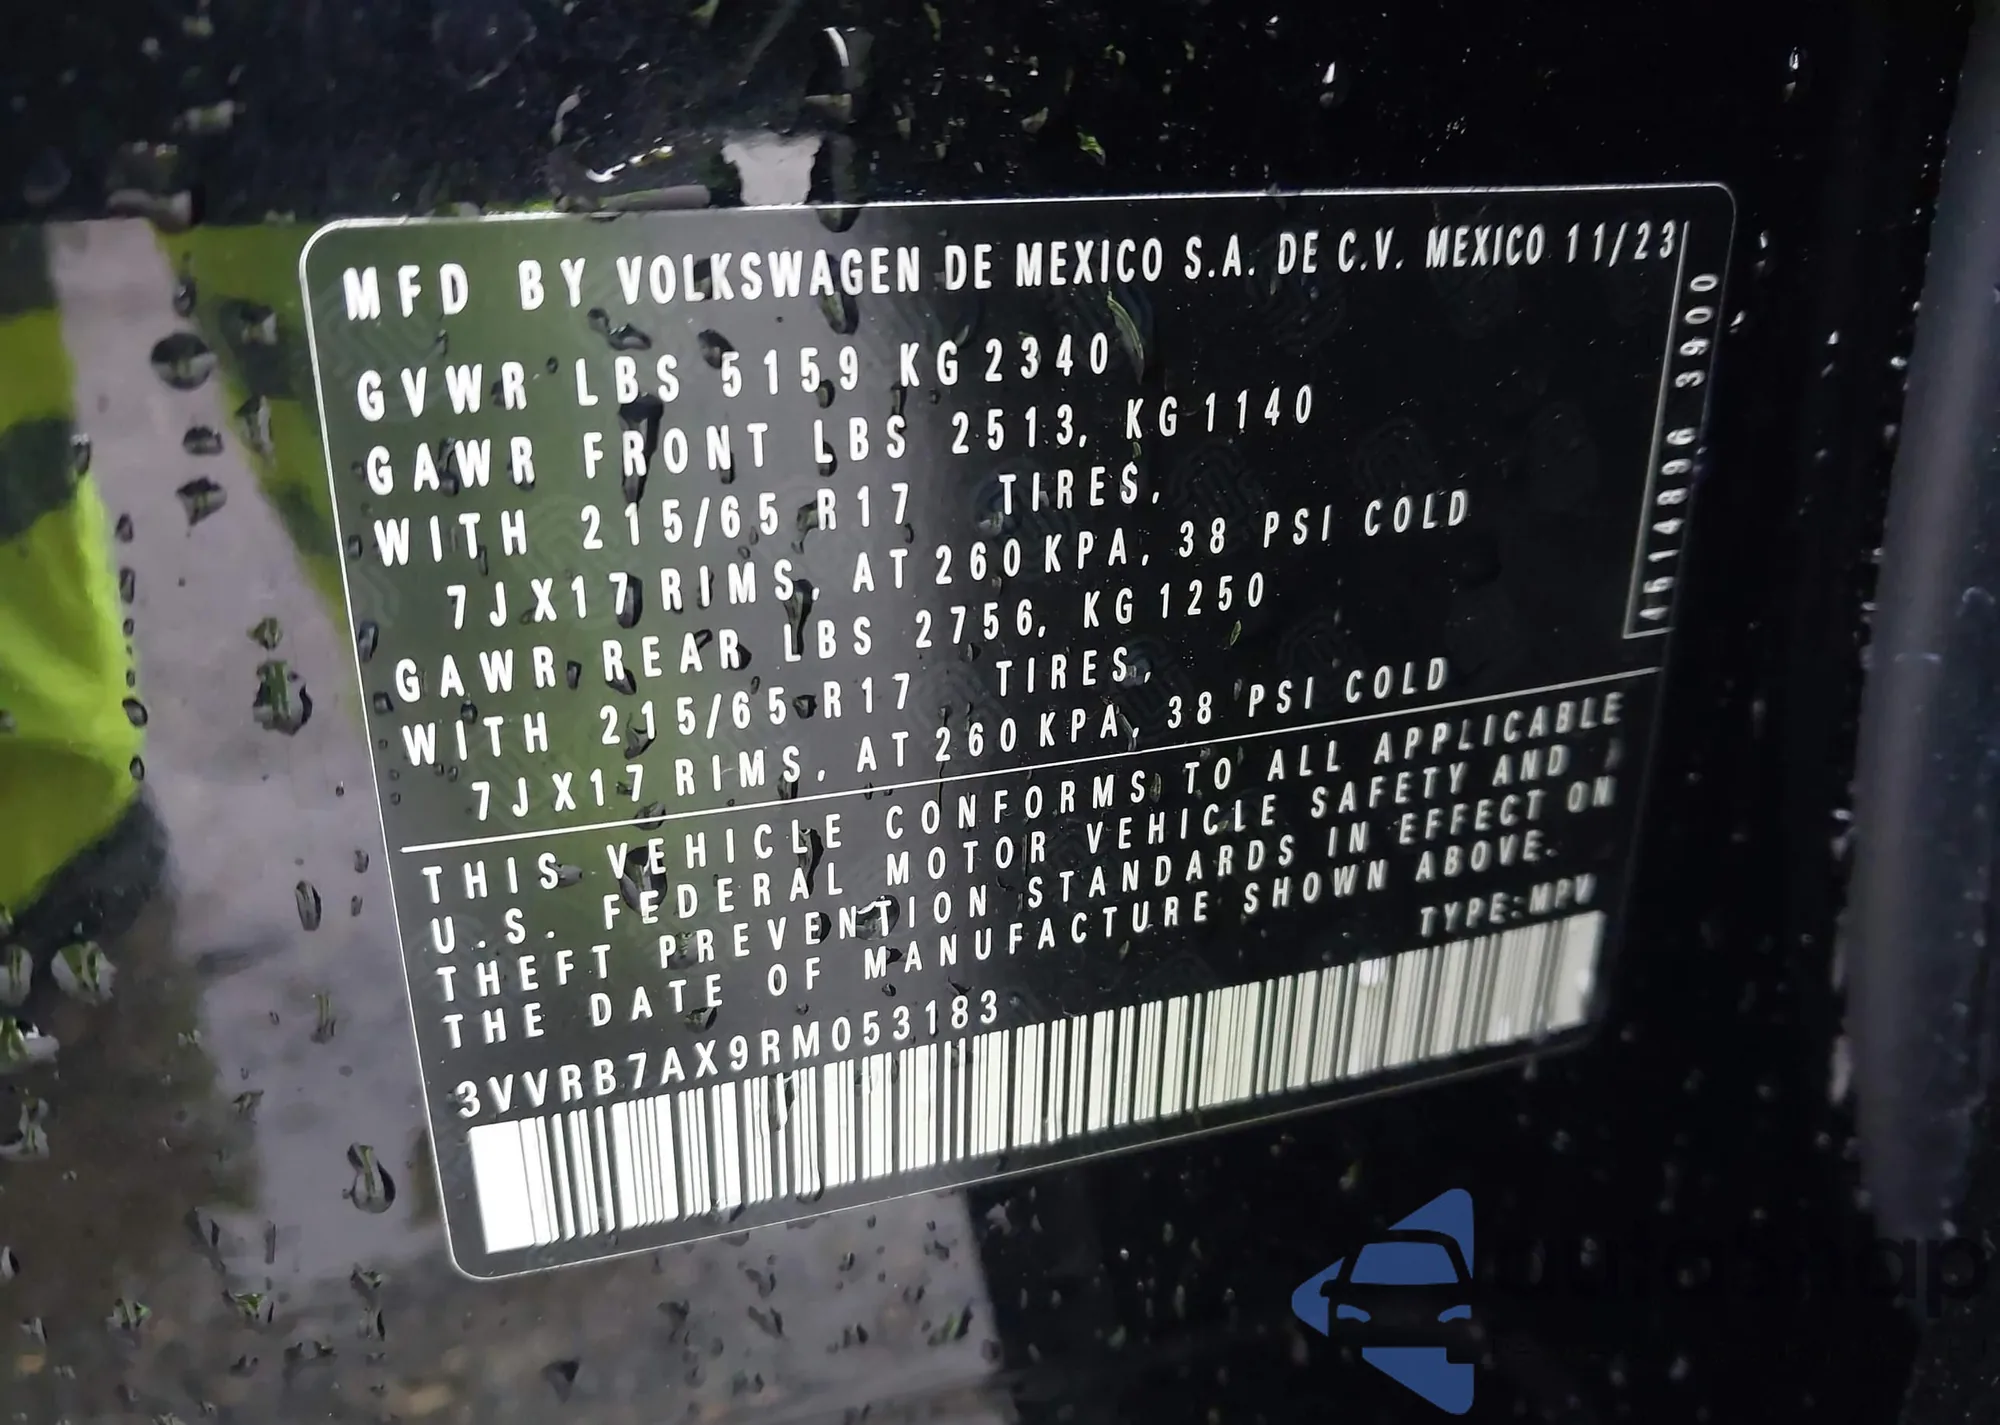 MFD BY VOLKSWAGEN DE MEXICO S.A. DE C.V. MEXICO 11/23
GVWR LBS 5159 KG 2340
GAWR FRONT LBS 2513, KG 1140
WITH 215/65 R17 TIRES,
7JX17 RIMS, AT 260 KPA, 38 PSI COLD
GAWR REAR LBS 2756, KG 1250
WITH 215/65 R17 TIRES,
7JX17 RIMS, AT 260 KPA, 38 PSI COLD
4614896 3900
THIS VEHICLE CONFORMS TO ALL APPLICABLE
U.S. FEDERAL MOTOR VEHICLE SAFETY AND
THEFT PREVENTION STANDARDS IN EFFECT ON
THE DATE OF MANUFACTURE SHOWN ABOVE.
TYPE:MPV
3VVRB7AX9RM053183